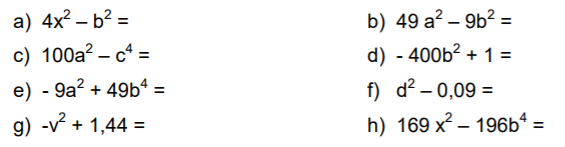 a) 4x² – b² = b) 49 a² – 9b² =
c) 100a² – c⁴ = d) - 400b² + 1 =
e) - 9a² + 49b⁴ = f) d² – 0,09 =
g) -v² + 1,44 = h) 169 x² – 196b⁴ =